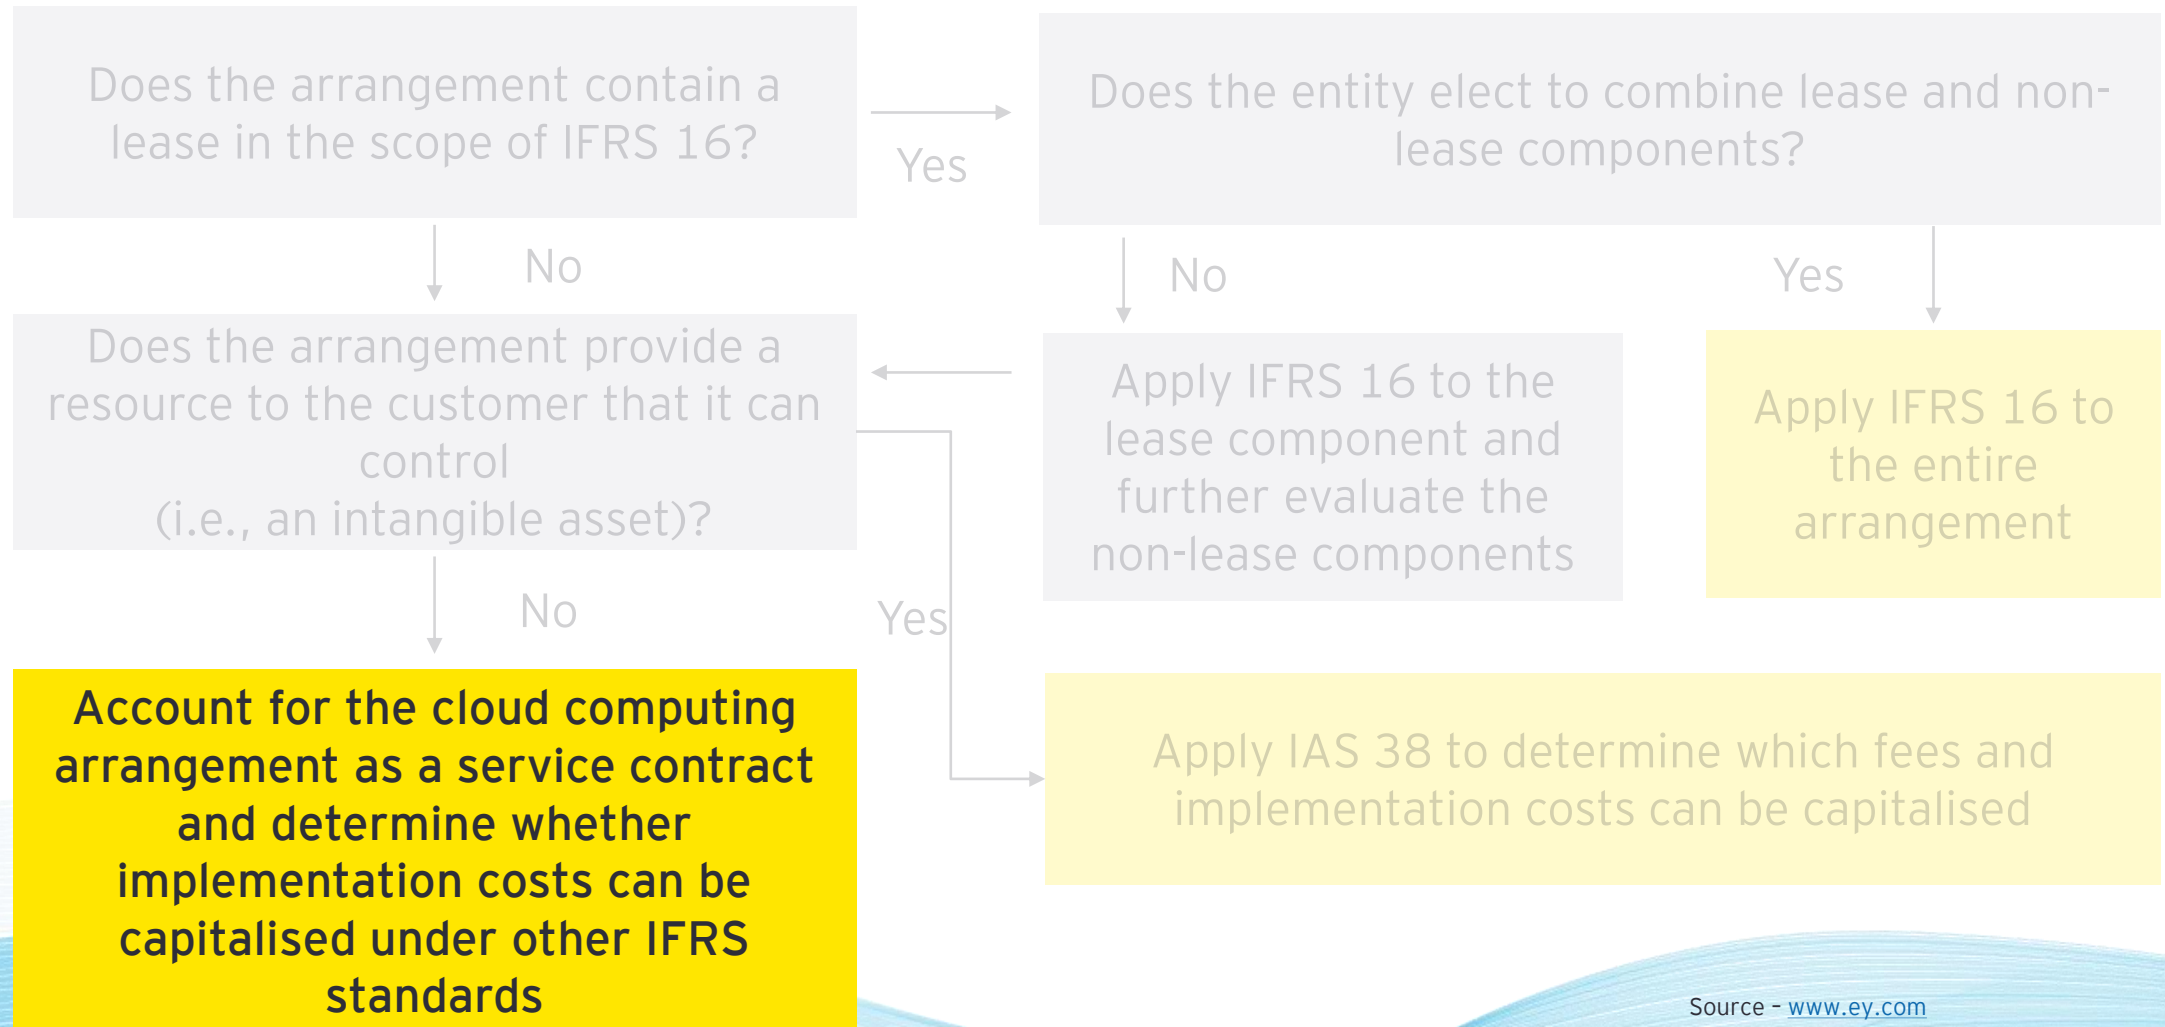 Does the arrangement contain a
lease in the scope of IFRS 16?
Yes
Does the entity elect to combine lease and non-
lease components?
No
No
Yes
Does the arrangement provide a
resource to the customer that it can
control
(i.e., an intangible asset)?
Apply IFRS 16 to the
lease component and
further evaluate the
non-lease components
Apply IFRS 16 to
the entire
arrangement
No
Yes
Account for the cloud computing
arrangement as a service contract
and determine whether
implementation costs can be
capitalised under other IFRS
standards
Apply IAS 38 to determine which fees and
implementation costs can be capitalised
Source – www.ey.com